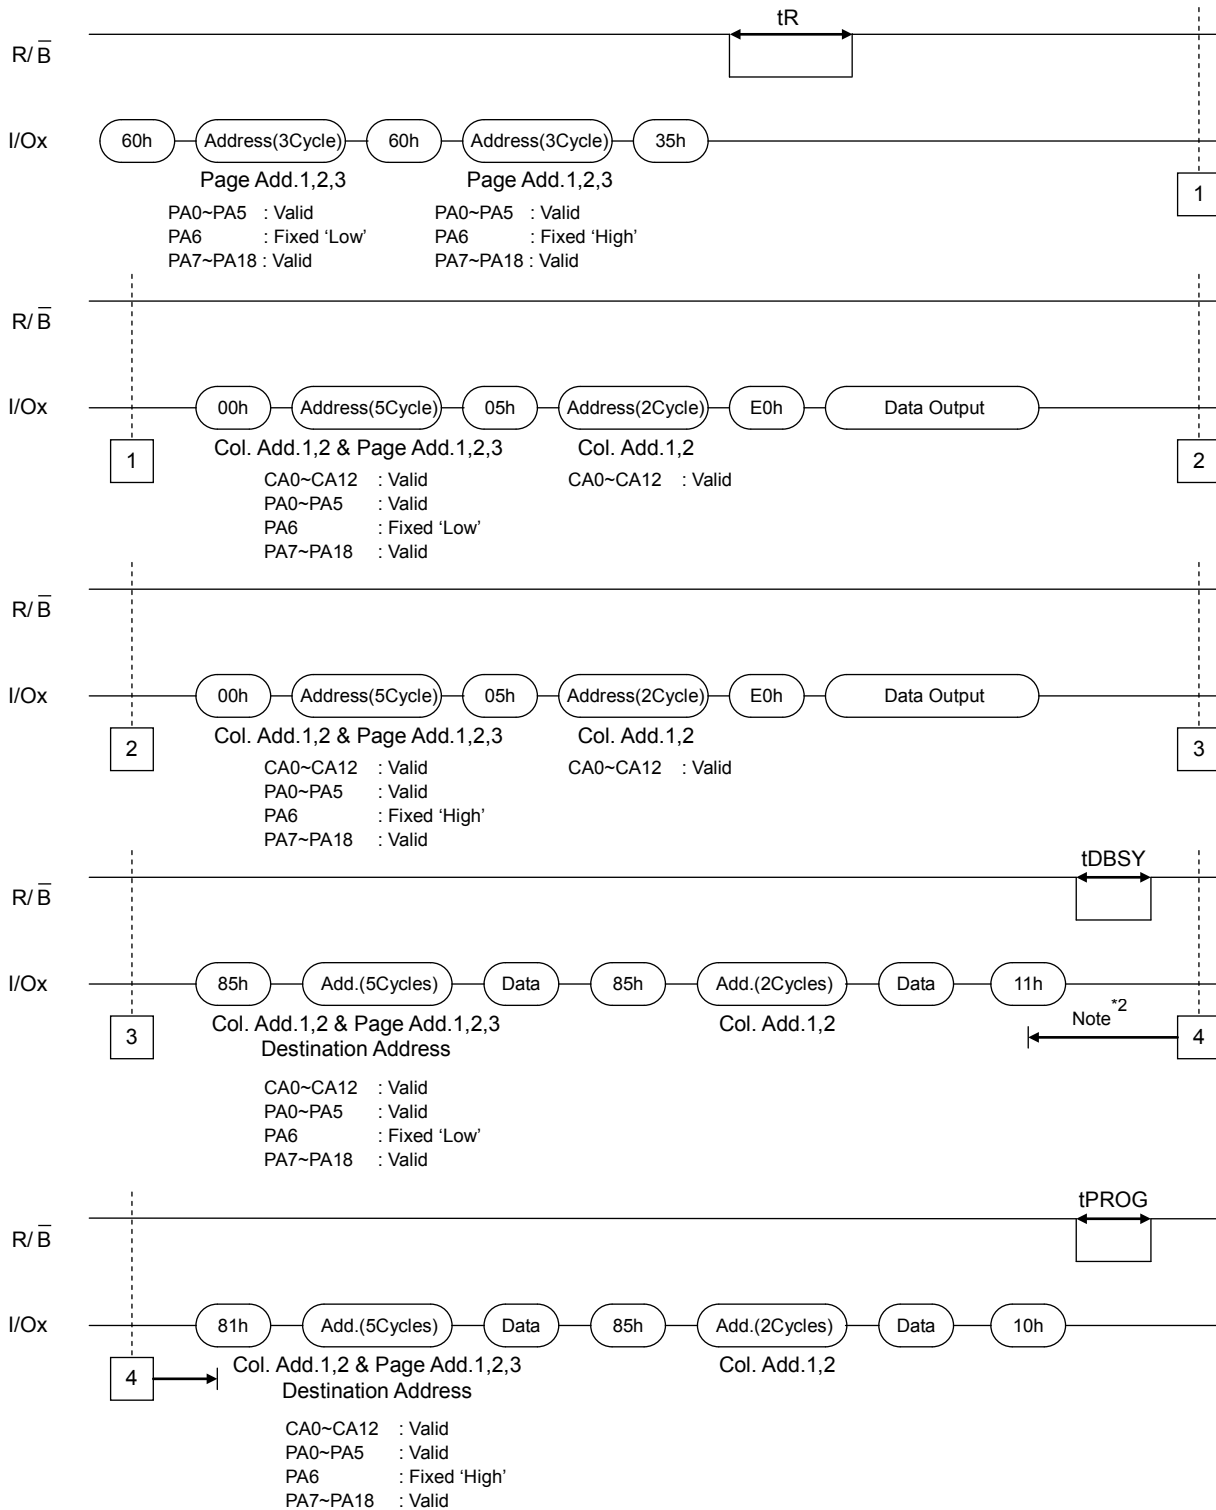 tR
R/B̅
I/Ox 60h Address(3Cycle) 60h Address(3Cycle) 35h
Page Add.1,2,3 Page Add.1,2,3
1
PA0~PA5 : Valid PA0~PA5 : Valid
PA6 : Fixed ‘Low’ PA6 : Fixed ‘High’
PA7~PA18 : Valid PA7~PA18 : Valid
R/B̅
I/Ox 00h Address(5Cycle) 05h Address(2Cycle) E0h Data Output
Col. Add.1,2 & Page Add.1,2,3 Col. Add.1,2
1 2
CA0~CA12 : Valid CA0~CA12 : Valid
PA0~PA5 : Valid
PA6 : Fixed ‘Low’
PA7~PA18 : Valid
R/B̅
I/Ox 00h Address(5Cycle) 05h Address(2Cycle) E0h Data Output
Col. Add.1,2 & Page Add.1,2,3 Col. Add.1,2
2 3
CA0~CA12 : Valid CA0~CA12 : Valid
PA0~PA5 : Valid
PA6 : Fixed ‘High’
PA7~PA18 : Valid
tDBSY
R/B̅
I/Ox 85h Add.(5Cycles) Data 85h Add.(2Cycles) Data 11h
Note*2
Col. Add.1,2 & Page Add.1,2,3 Col. Add.1,2
3 4
Destination Address
CA0~CA12 : Valid
PA0~PA5 : Valid
PA6 : Fixed ‘Low’
PA7~PA18 : Valid
tPROG
R/B̅
I/Ox 81h Add.(5Cycles) Data 85h Add.(2Cycles) Data 10h
Col. Add.1,2 & Page Add.1,2,3 Col. Add.1,2
4
Destination Address
CA0~CA12 : Valid
PA0~PA5 : Valid
PA6 : Fixed ‘High’
PA7~PA18 : Valid